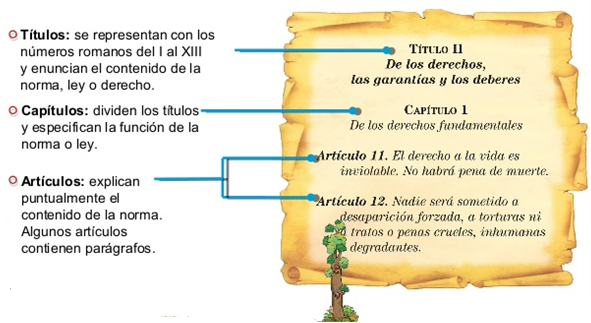 Títulos: se representan con los
números romanos del I al XIII
y enuncian el contenido de la
norma, ley o derecho.
Capítulos: dividen los títulos
y especifican la función de la
norma o ley.
Artículos: explican
puntualmente el
contenido de la norma.
Algunos artículos
contienen parágrafos.
TÍTULO II
De los derechos,
las garantías y los deberes
CAPÍTULO 1
De los derechos fundamentales
Artículo 11. El derecho a la vida es
inviolable. No habrá pena de muerte.
Artículo 12. Nadie será sometido a
desaparición forzada, a torturas ni
tratos o penas crueles, inhumanas
degradantes.